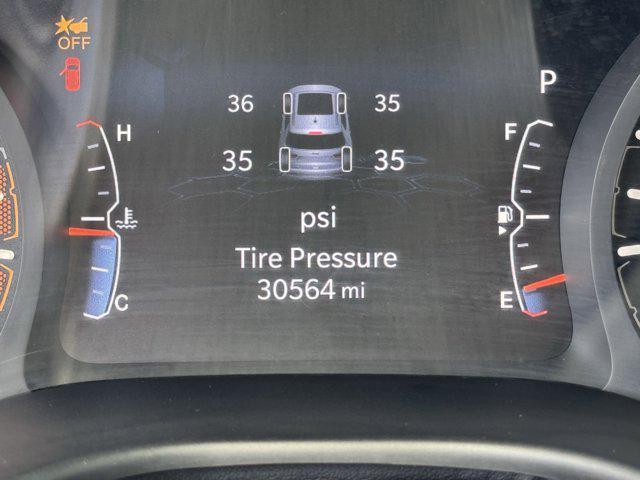 OFF
P
36 35
H F
35 35
psi
Tire Pressure
30564 mi
C E